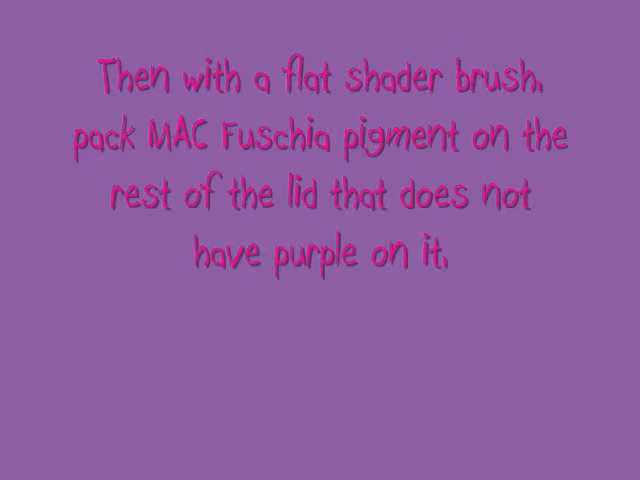 Then with a flat shader brush,
pack MAC Fuschia pigment on the
rest of the lid that does not
have purple on it.